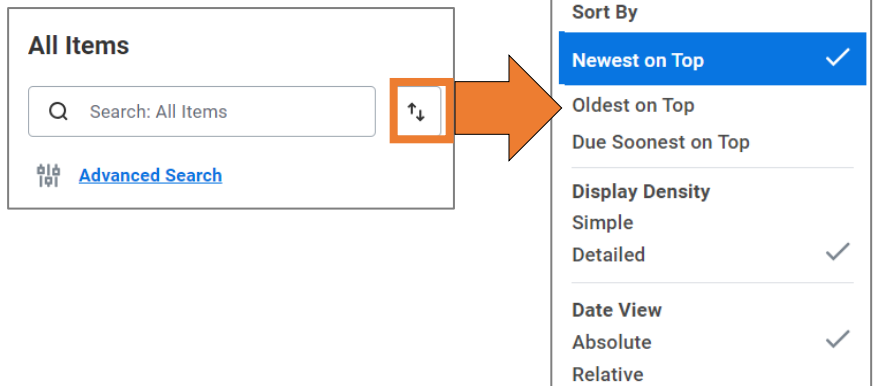 All Items
Search: All Items
Advanced Search
Sort By
Newest on Top
Oldest on Top
Due Soonest on Top
Display Density
Simple
Detailed
Date View
Absolute
Relative